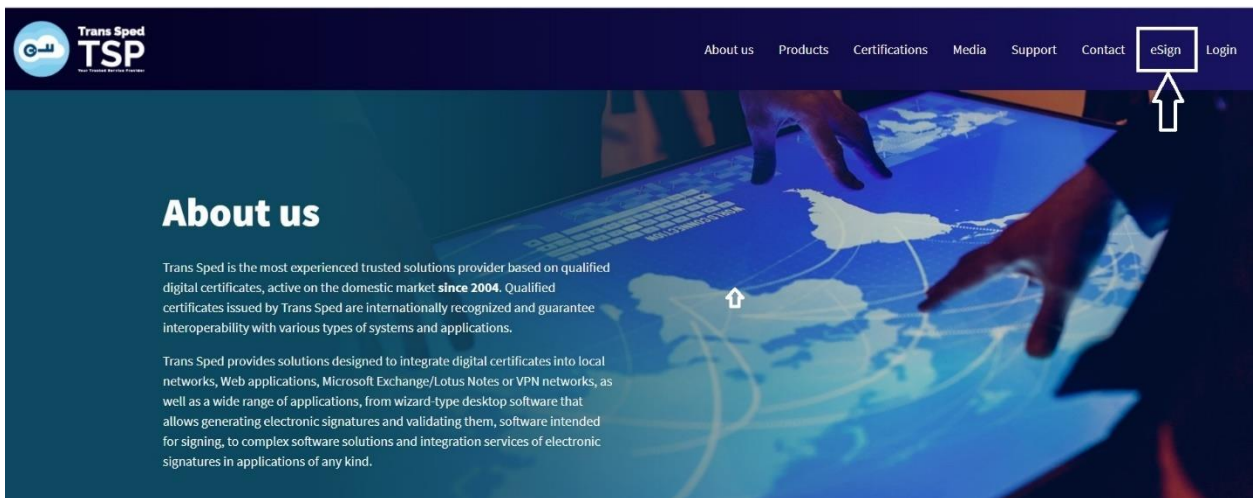 Trans Sped
TSP
Your Trusted Service Provider
About us Products Certifications Media Support Contact eSign Login
About us
Trans Sped is the most experienced trusted solutions provider based on qualified
digital certificates, active on the domestic market since 2004. Qualified
certificates issued by Trans Sped are internationally recognized and guarantee
interoperability with various types of systems and applications.
Trans Sped provides solutions designed to integrate digital certificates into local
networks, Web applications, Microsoft Exchange/Lotus Notes or VPN networks, as
well as a wide range of applications, from wizard-type desktop software that
allows generating electronic signatures and validating them, software intended
for signing, to complex software solutions and integration services of electronic
signatures in applications of any kind.
WORLD CONNECTION